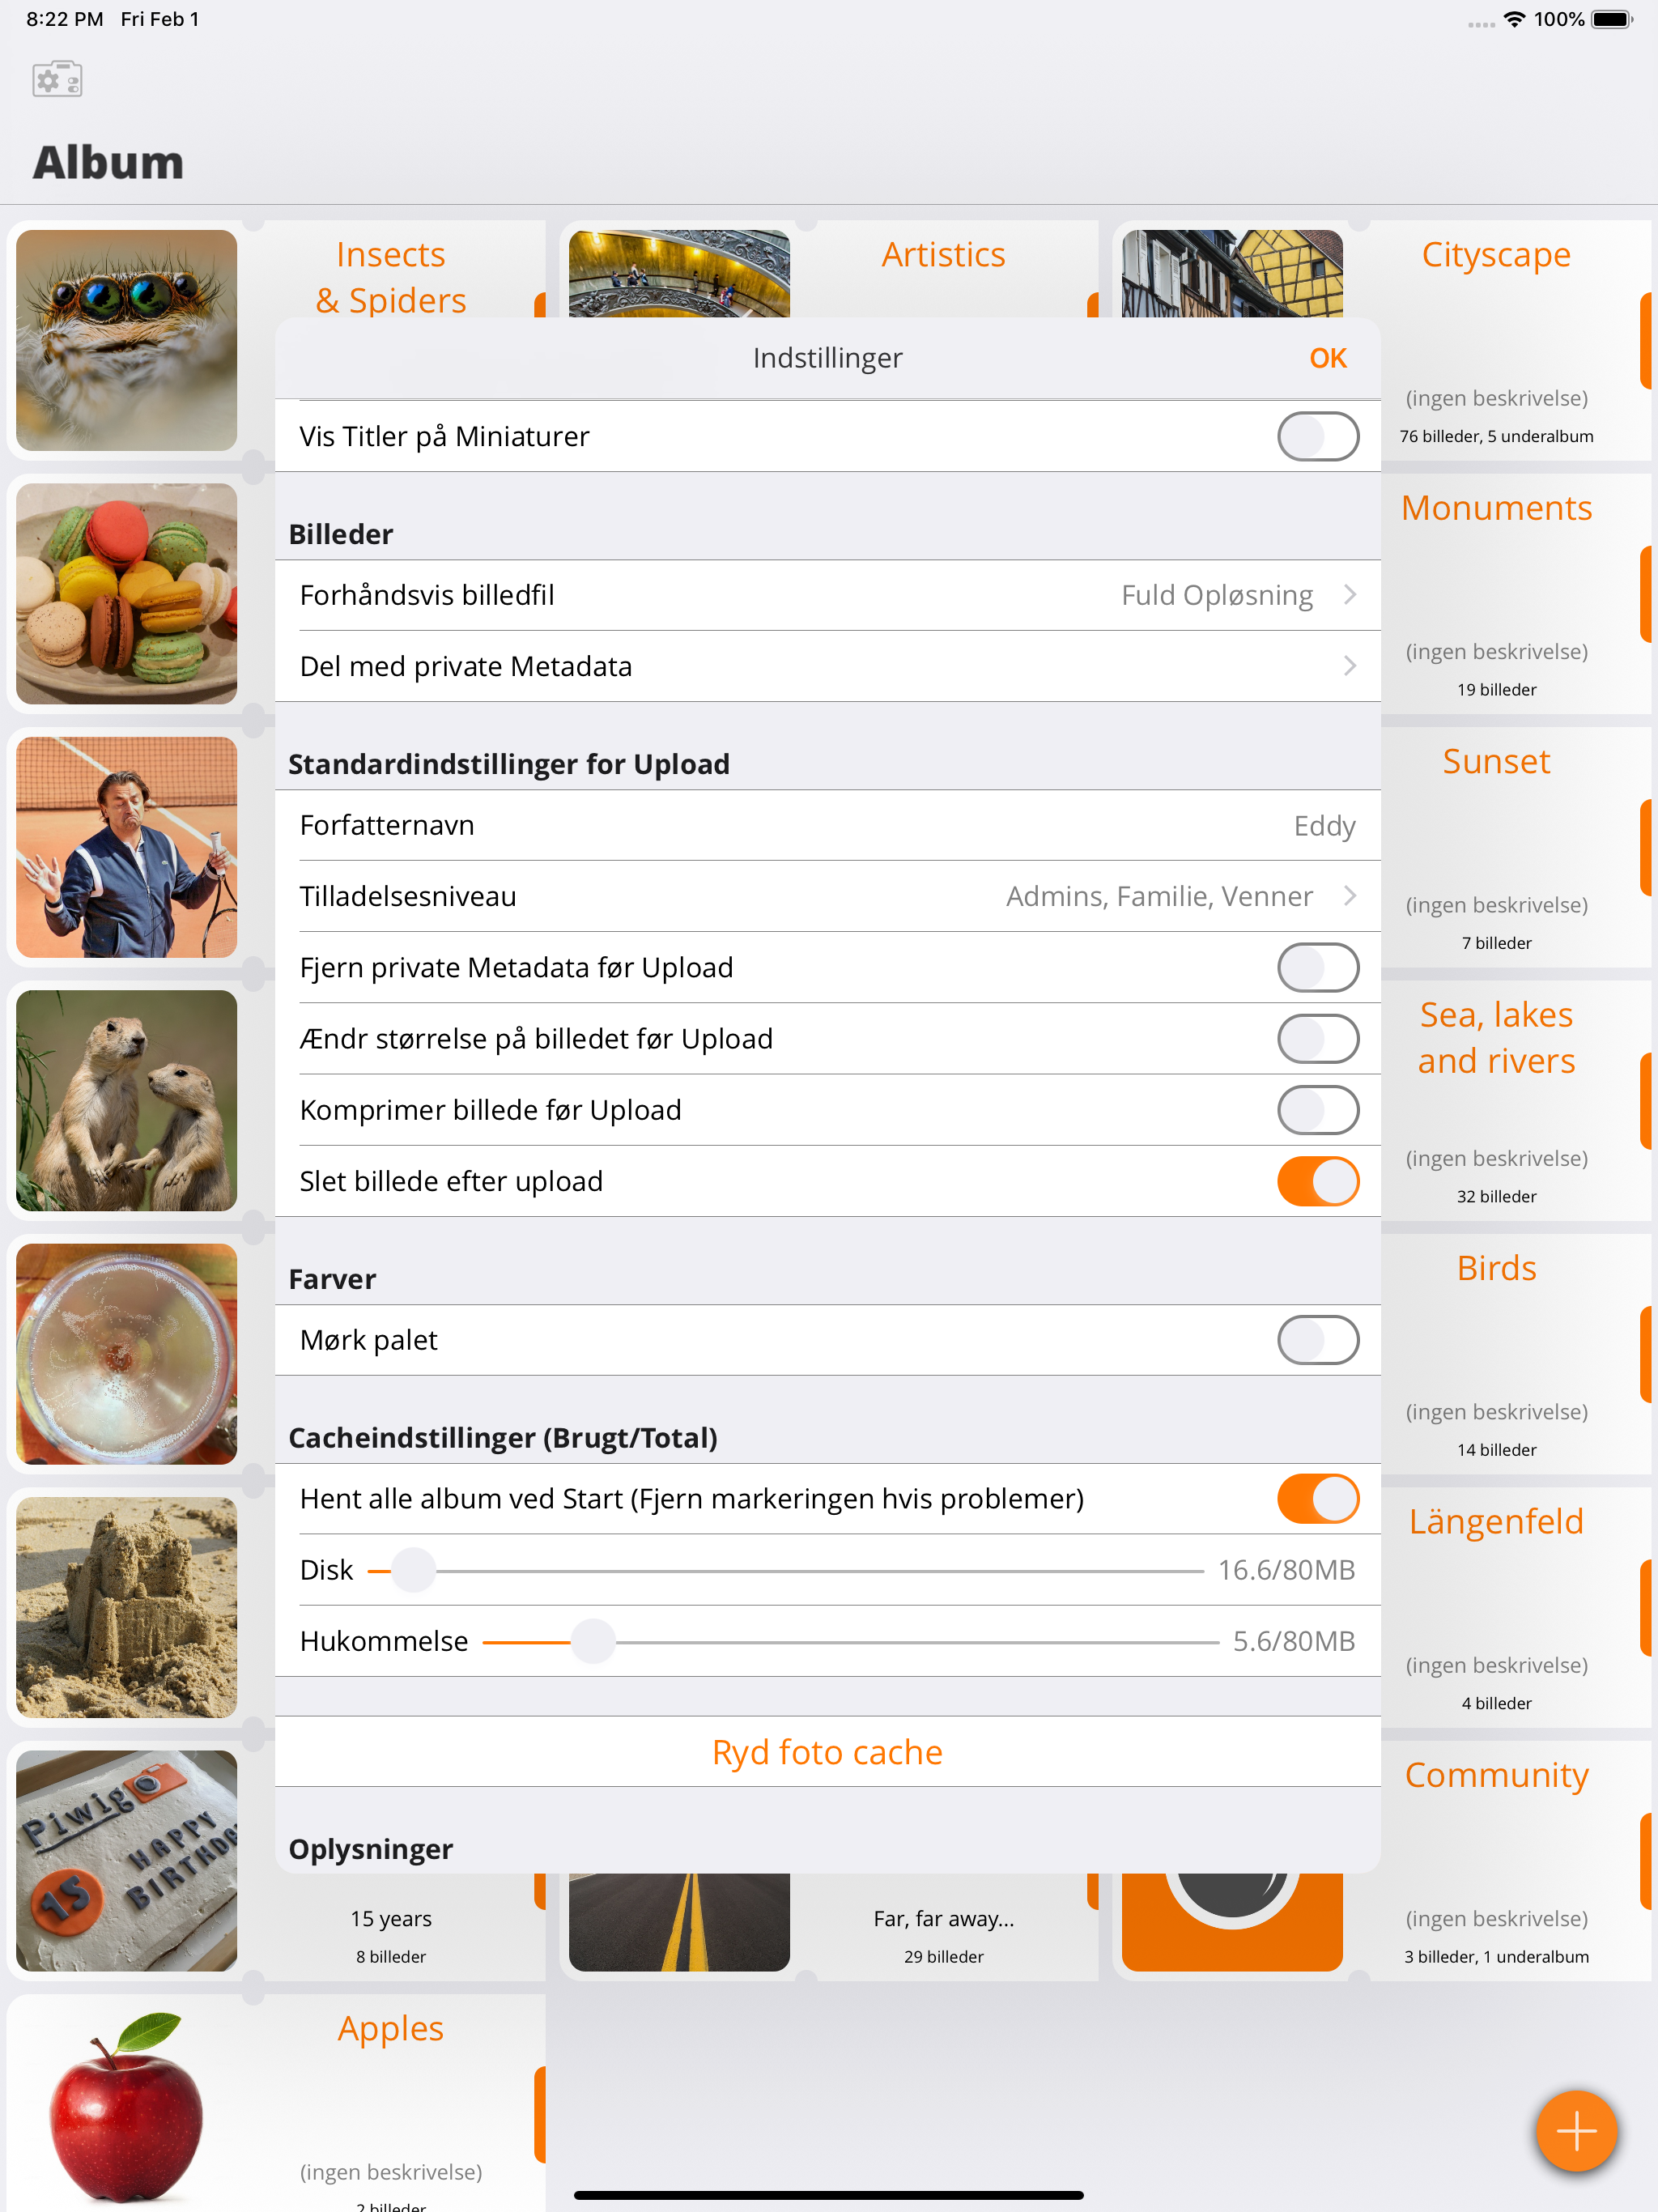 8:22 PM Fri Feb 1
100%
Album
Insects
& Spiders
Artistics
Cityscape
(ingen beskrivelse)
76 billeder, 5 underalbum
Monuments
(ingen beskrivelse)
19 billeder
Sunset
(ingen beskrivelse)
7 billeder
Sea, lakes
and rivers
(ingen beskrivelse)
32 billeder
Birds
(ingen beskrivelse)
14 billeder
Längenfeld
(ingen beskrivelse)
4 billeder
Community
(ingen beskrivelse)
3 billeder, 1 underalbum
Indstillinger
OK
Vis Titler på Miniaturer
Billeder
Forhåndsvis billedfil Fuld Opløsning
Del med private Metadata
Standardindstillinger for Upload
Forfatternavn Eddy
Tilladelsesniveau Admins, Familie, Venner
Fjern private Metadata før Upload
Ændr størrelse på billedet før Upload
Komprimer billede før Upload
Slet billede efter upload
Farver
Mørk palet
Cacheindstillinger (Brugt/Total)
Hent alle album ved Start (Fjern markeringen hvis problemer)
Disk 16.6/80MB
Hukommelse 5.6/80MB
Ryd foto cache
Oplysninger
Piwig
HAPPY
15
15 years
8 billeder
Far, far away...
29 billeder
Apples
(ingen beskrivelse)
2 billeder